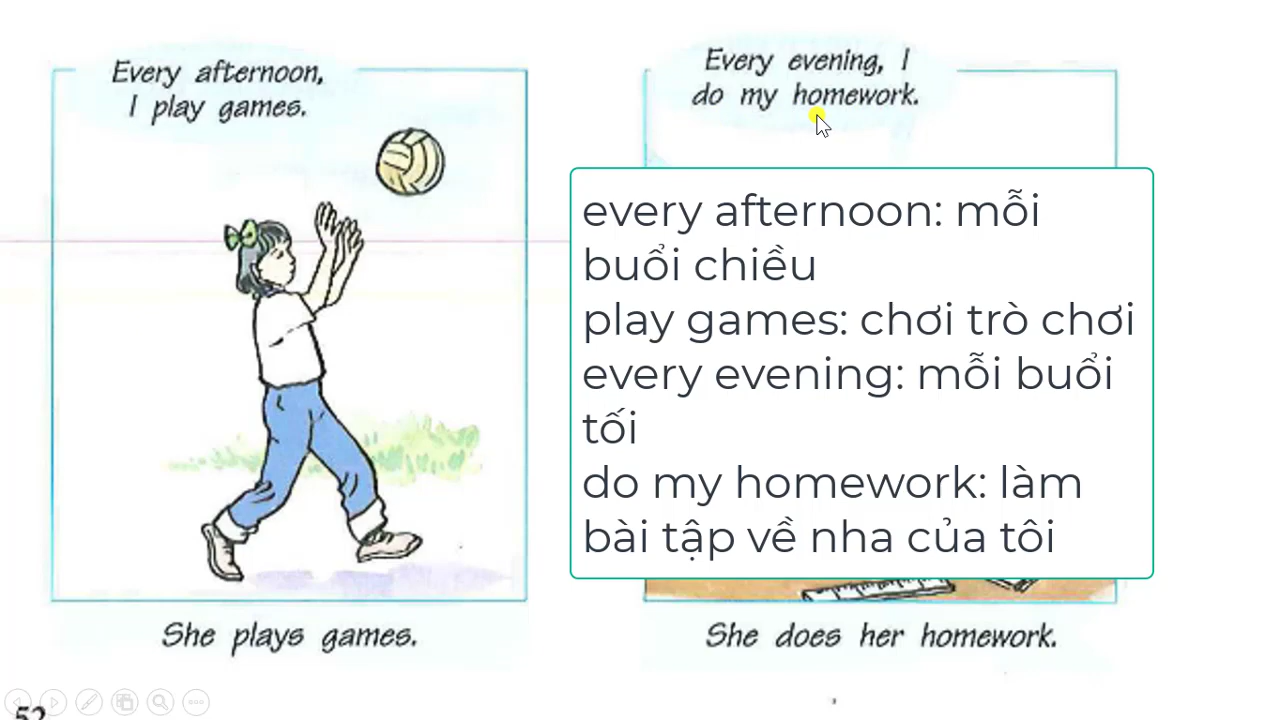 Every afternoon,
I play games.
Every evening, I
do my homework.
every afternoon: mỗi
buổi chiều
play games: chơi trò chơi
every evening: mỗi buổi
tối
do my homework: làm
bài tập về nha của tôi
She plays games.
She does her homework.
52